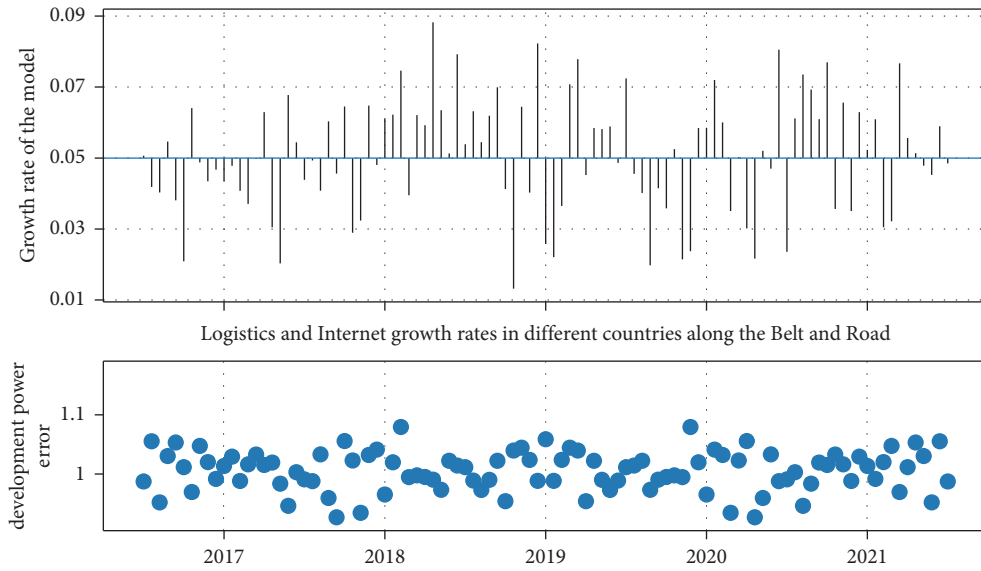 Growth rate of the model
0.09
0.07
0.05
0.03
0.01
Logistics and Internet growth rates in different countries along the Belt and Road
development power
error
1.1
1
2017 2018 2019 2020 2021